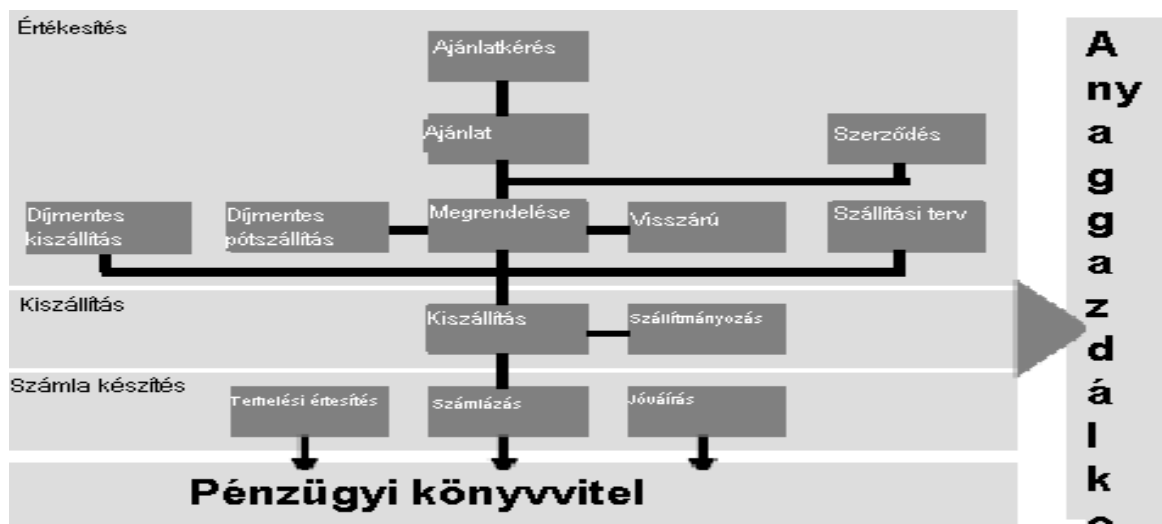 Értékesítés
Ajánlatkérés
Ajánlat
Szerződés
Díjmentes
kiszállítás
Díjmentes
pótszállítás
Megrendelése
Visszárú
Szállítási terv
Kiszállítás
Kiszállítás
Szállítmányozás
Számla készítés
Terhelési értesítés
Számlázás
Jóváírás
Pénzügyi könyvvitel
A
ny
a
g
g
a
z
d
á
l
k